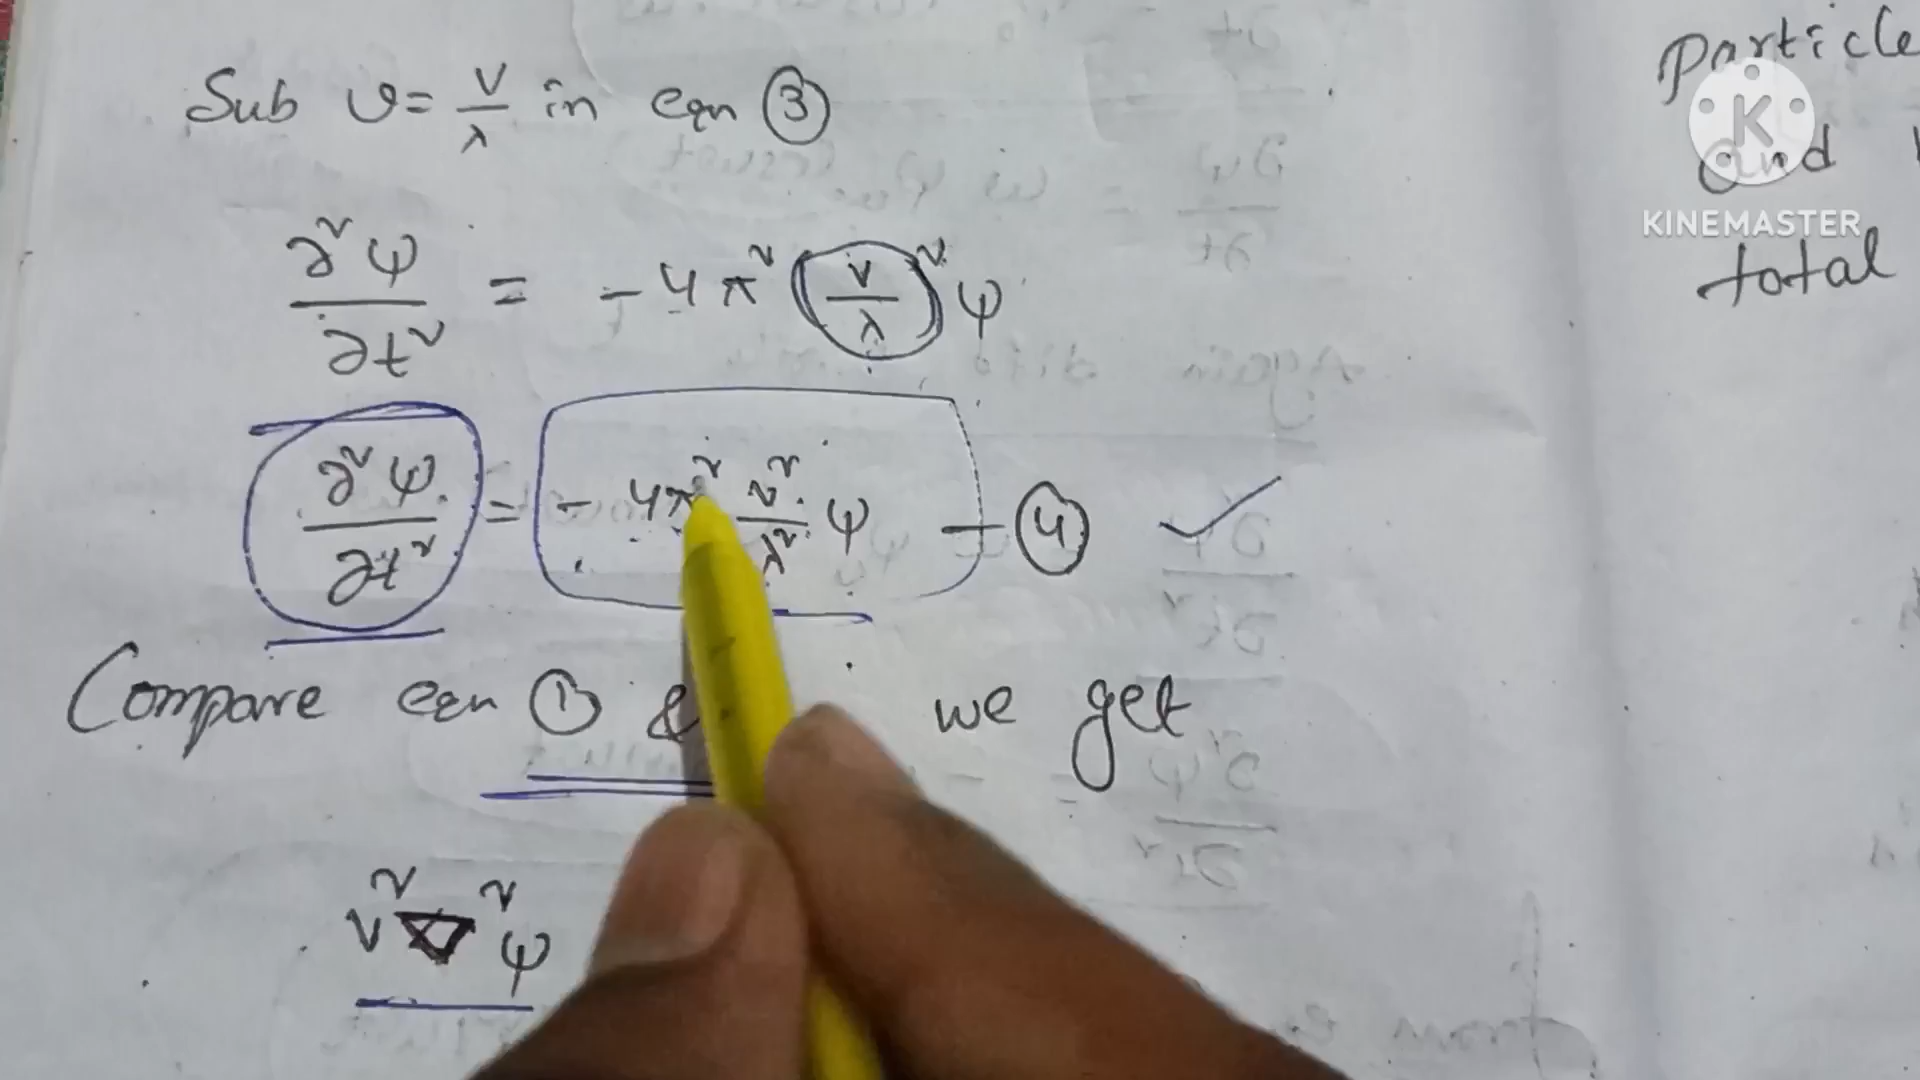 Sub ν = v/λ in eqn ③
∂²ψ/∂t² = -4π² (v/λ)² ψ
∂²ψ/∂t² = -4π² v²/λ² ψ — ④
Compare eqn ① & we get
v²∇²ψ
Particle
and
total
KINEMASTER